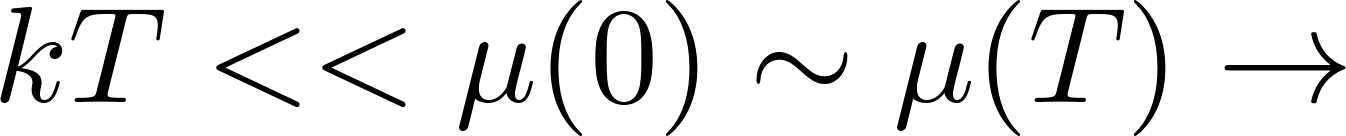 kT << μ(0) ~ μ(T) →